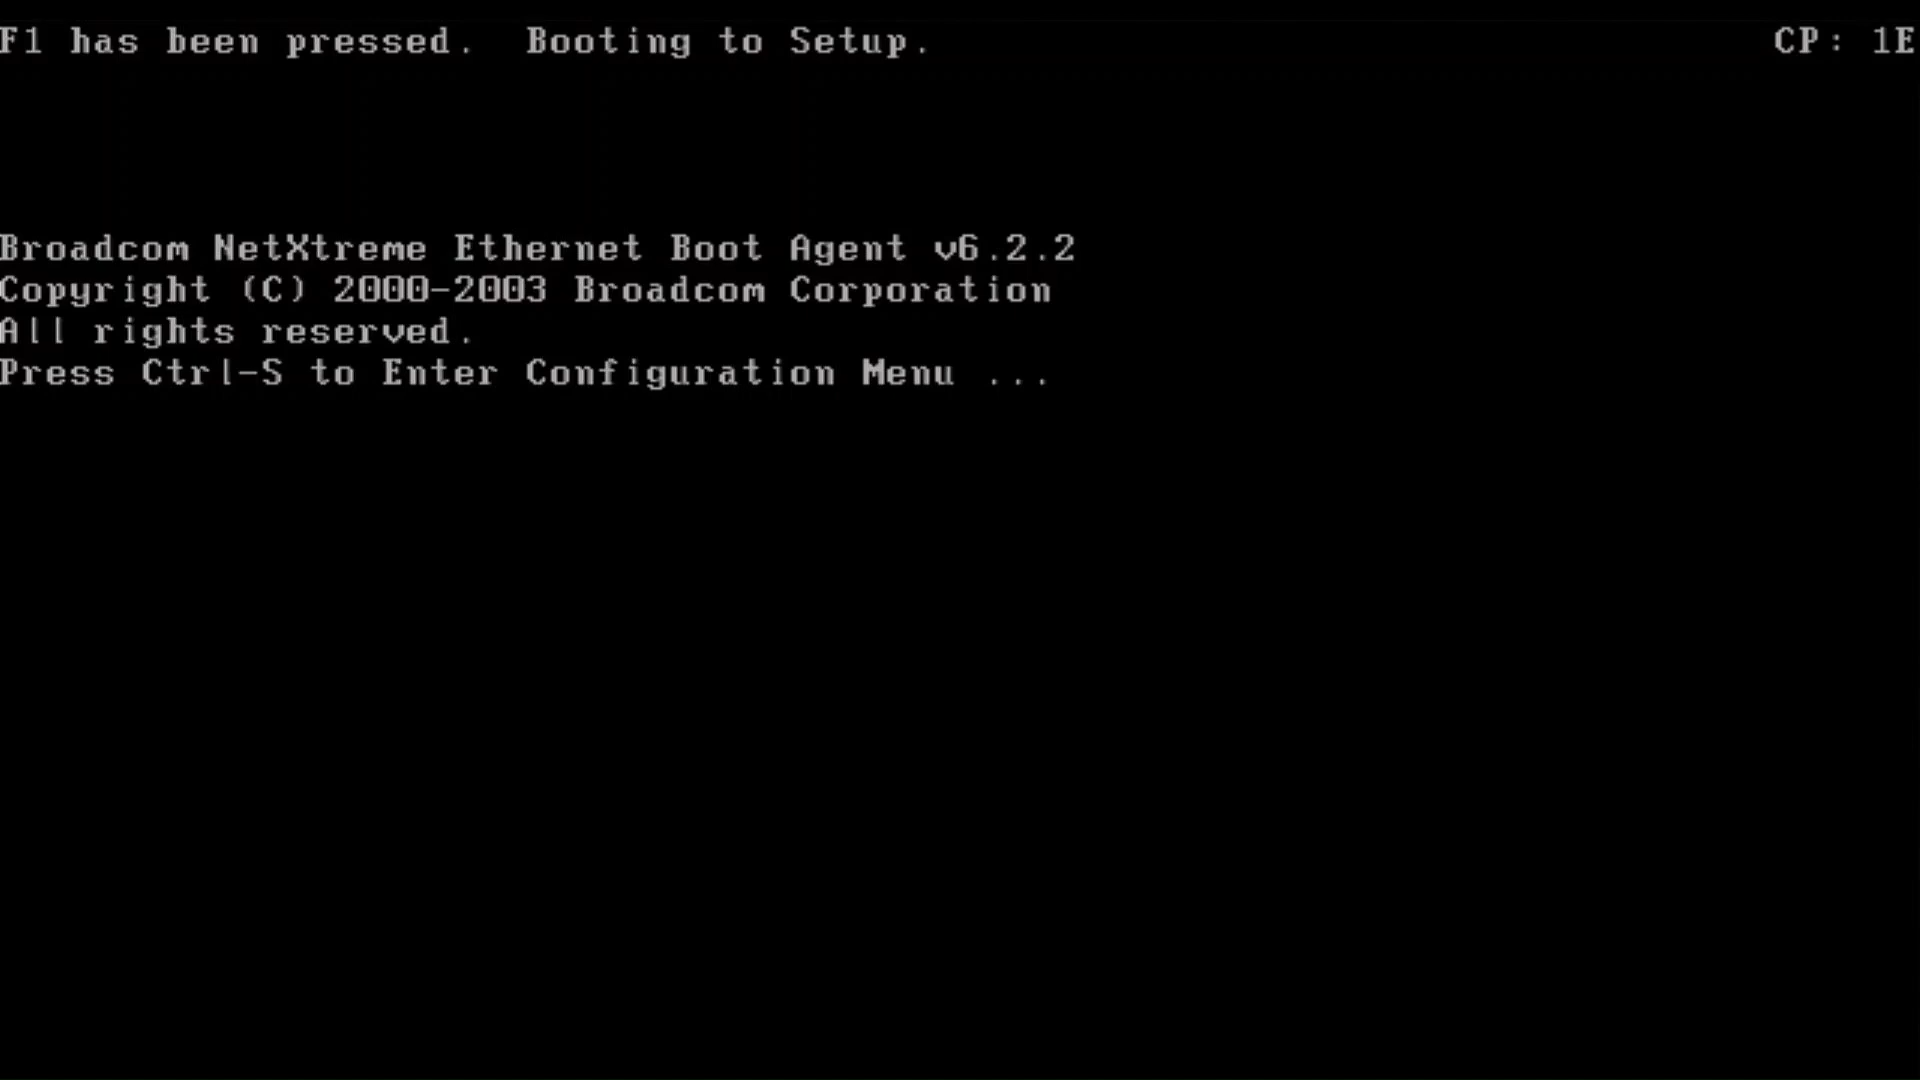 F1 has been pressed.  Booting to Setup. CP: 1E
Broadcom NetXtreme Ethernet Boot Agent v6.2.2
Copyright (C) 2000-2003 Broadcom Corporation
All rights reserved.
Press Ctrl-S to Enter Configuration Menu ...